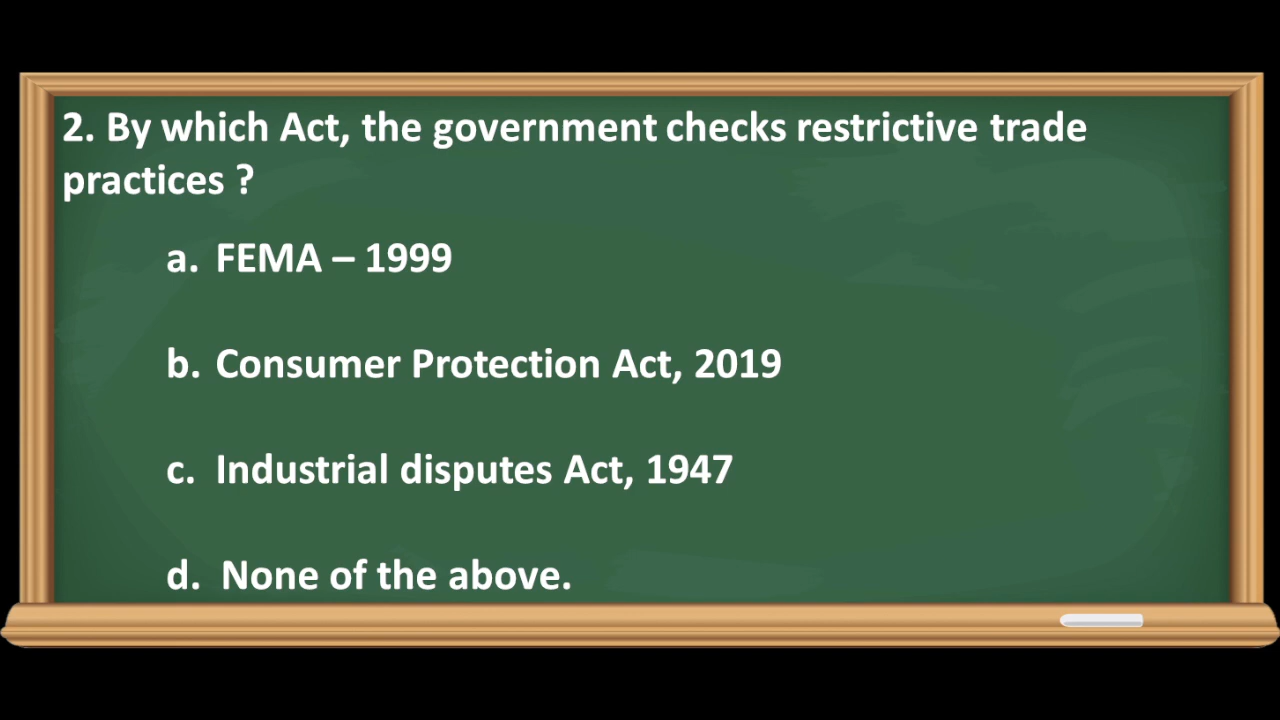 2. By which Act, the government checks restrictive trade
practices ?
a. FEMA – 1999
b. Consumer Protection Act, 2019
c. Industrial disputes Act, 1947
d. None of the above.